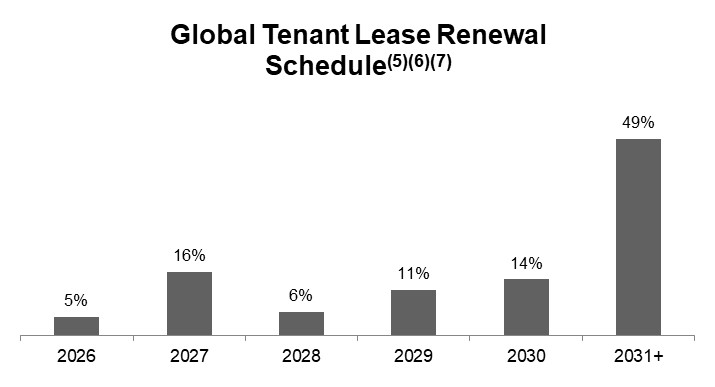 Global Tenant Lease Renewal
Schedule(5)(6)(7)
49%
16%
14%
11%
6%
5%
2026 2027 2028 2029 2030 2031+